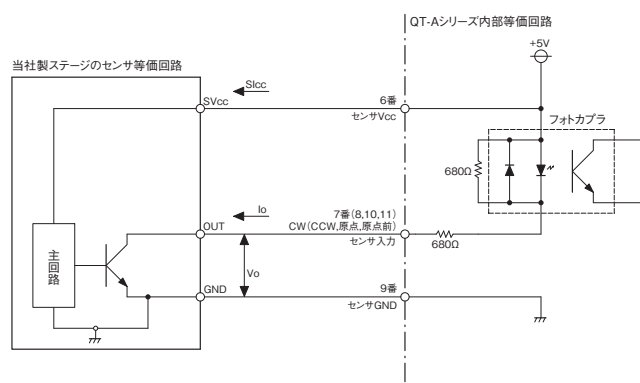 QT-Aシリーズ内部等価回路
+5V
当社製ステージのセンサ等価回路
SIcc
SVcc
6番
センサVcc
フォトカプラ
680Ω
Io
OUT
7番(8,10,11)
CW(CCW,原点,原点前)
センサ入力
680Ω
主回路
Vo
GND
9番
センサGND